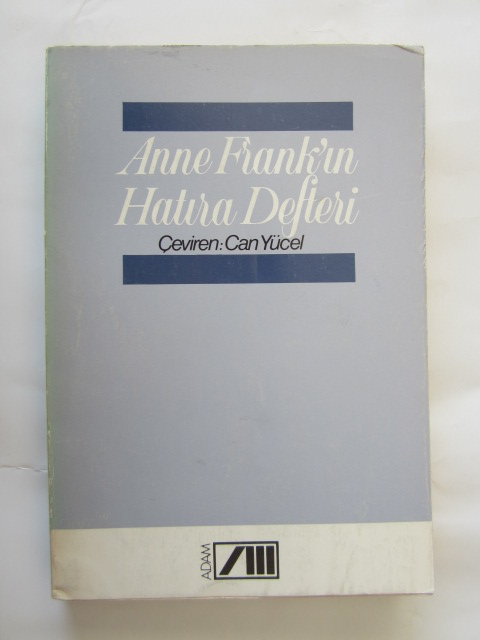 Anne Frank'ın
Hatıra Defteri
Çeviren: Can Yücel
ADAM